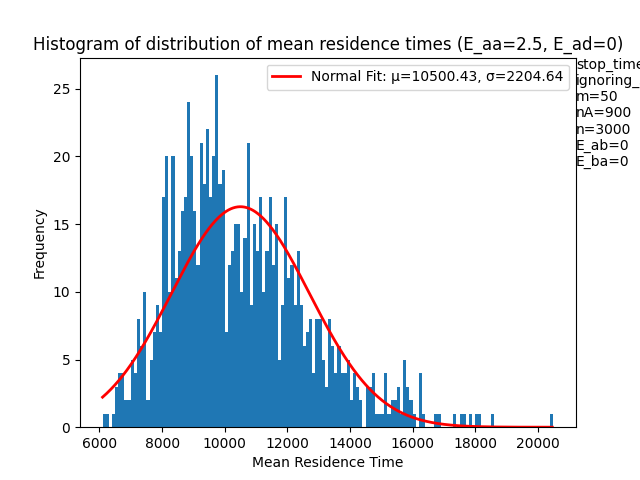 Histogram of distribution of mean residence times (E_aa=2.5, E_ad=0)
Normal Fit: μ=10500.43, σ=2204.64
stop_time
ignoring_
m=50
nA=900
n=3000
E_ab=0
E_ba=0
Frequency
25
20
15
10
5
0
6000 8000 10000 12000 14000 16000 18000 20000
Mean Residence Time